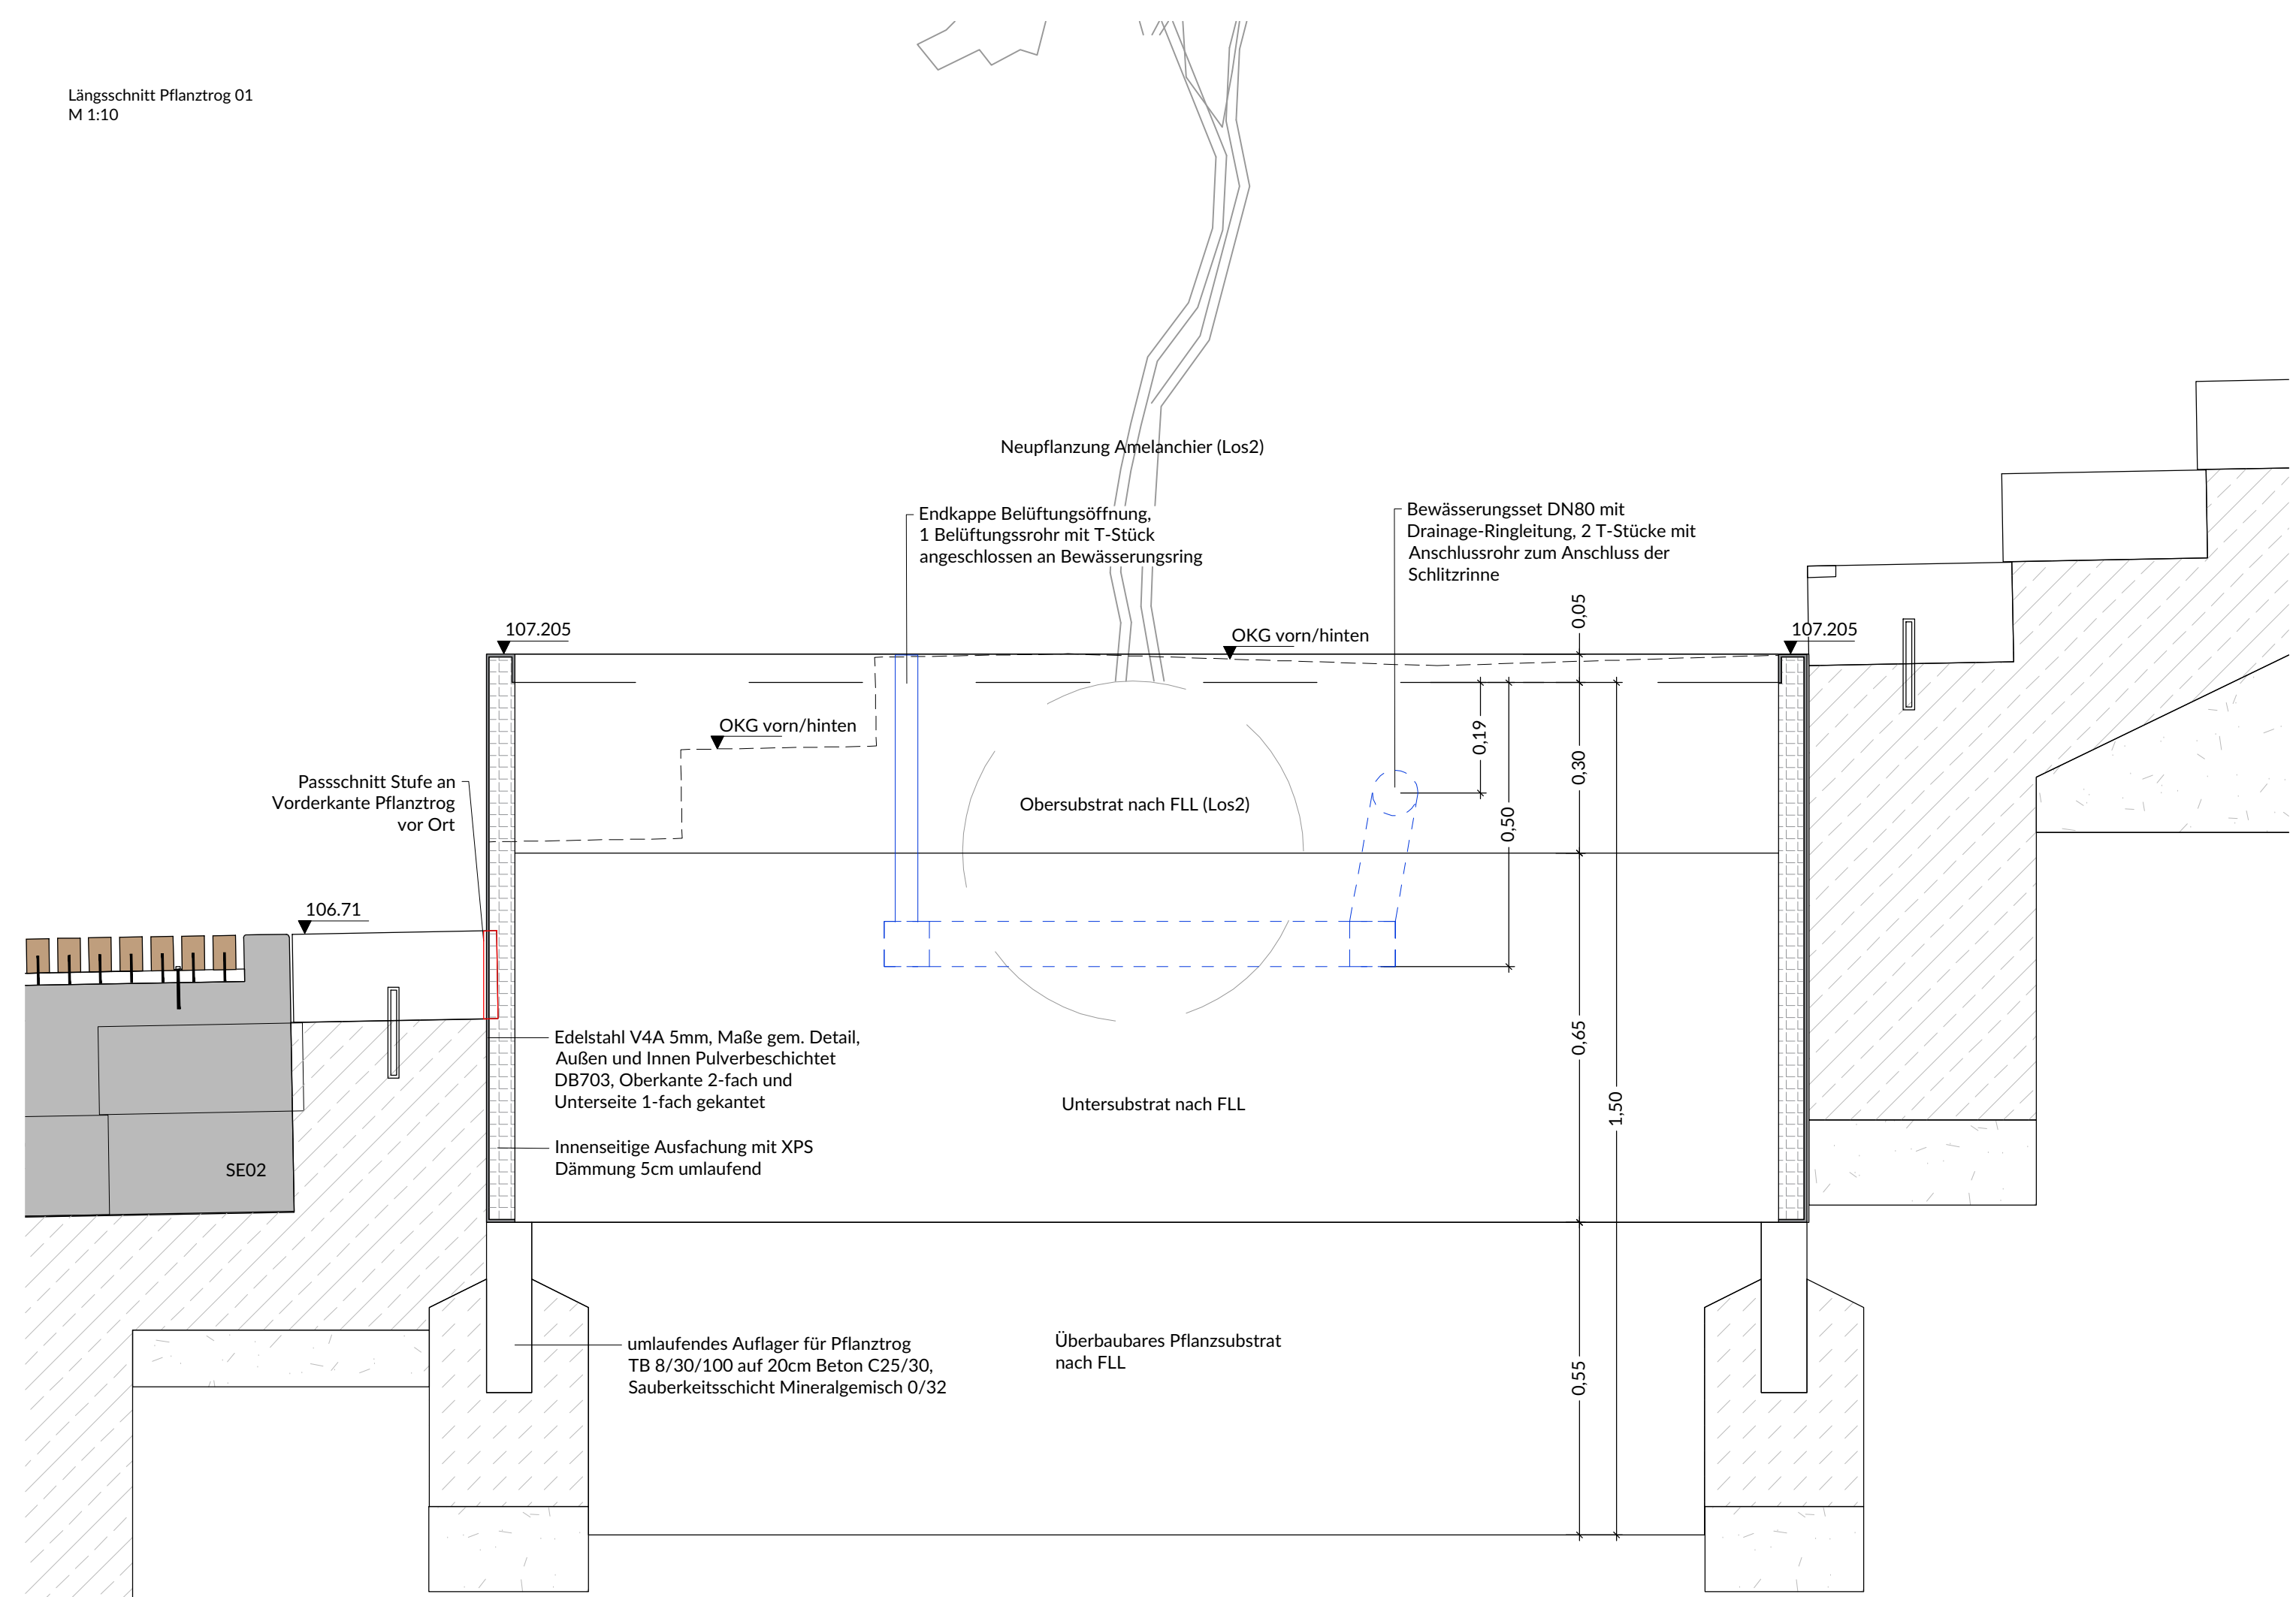 Längsschnitt Pflanztrog 01
M 1:10
Neupflanzung Amelanchier (Los2)
Endkappe Belüftungsöffnung,
1 Belüftungssrohr mit T-Stück
angeschlossen an Bewässerungsring
Bewässerungsset DN80 mit
Drainage-Ringleitung, 2 T-Stücke mit
Anschlussrohr zum Anschluss der
Schlitzrinne
0,05
107.205
OKG vorn/hinten
107.205
OKG vorn/hinten
0,19
0,30
0,50
Passschnitt Stufe an
Vorderkante Pflanztrog
vor Ort
Obersubstrat nach FLL (Los2)
106.71
Edelstahl V4A 5mm, Maße gem. Detail,
Außen und Innen Pulverbeschichtet
DB703, Oberkante 2-fach und
Unterseite 1-fach gekantet
0,65
1,50
Untersubstrat nach FLL
Innenseitige Ausfachung mit XPS
Dämmung 5cm umlaufend
SE02
umlaufendes Auflager für Pflanztrog
TB 8/30/100 auf 20cm Beton C25/30,
Sauberkeitsschicht Mineralgemisch 0/32
Überbaubares Pflanzsubstrat
nach FLL
0,55